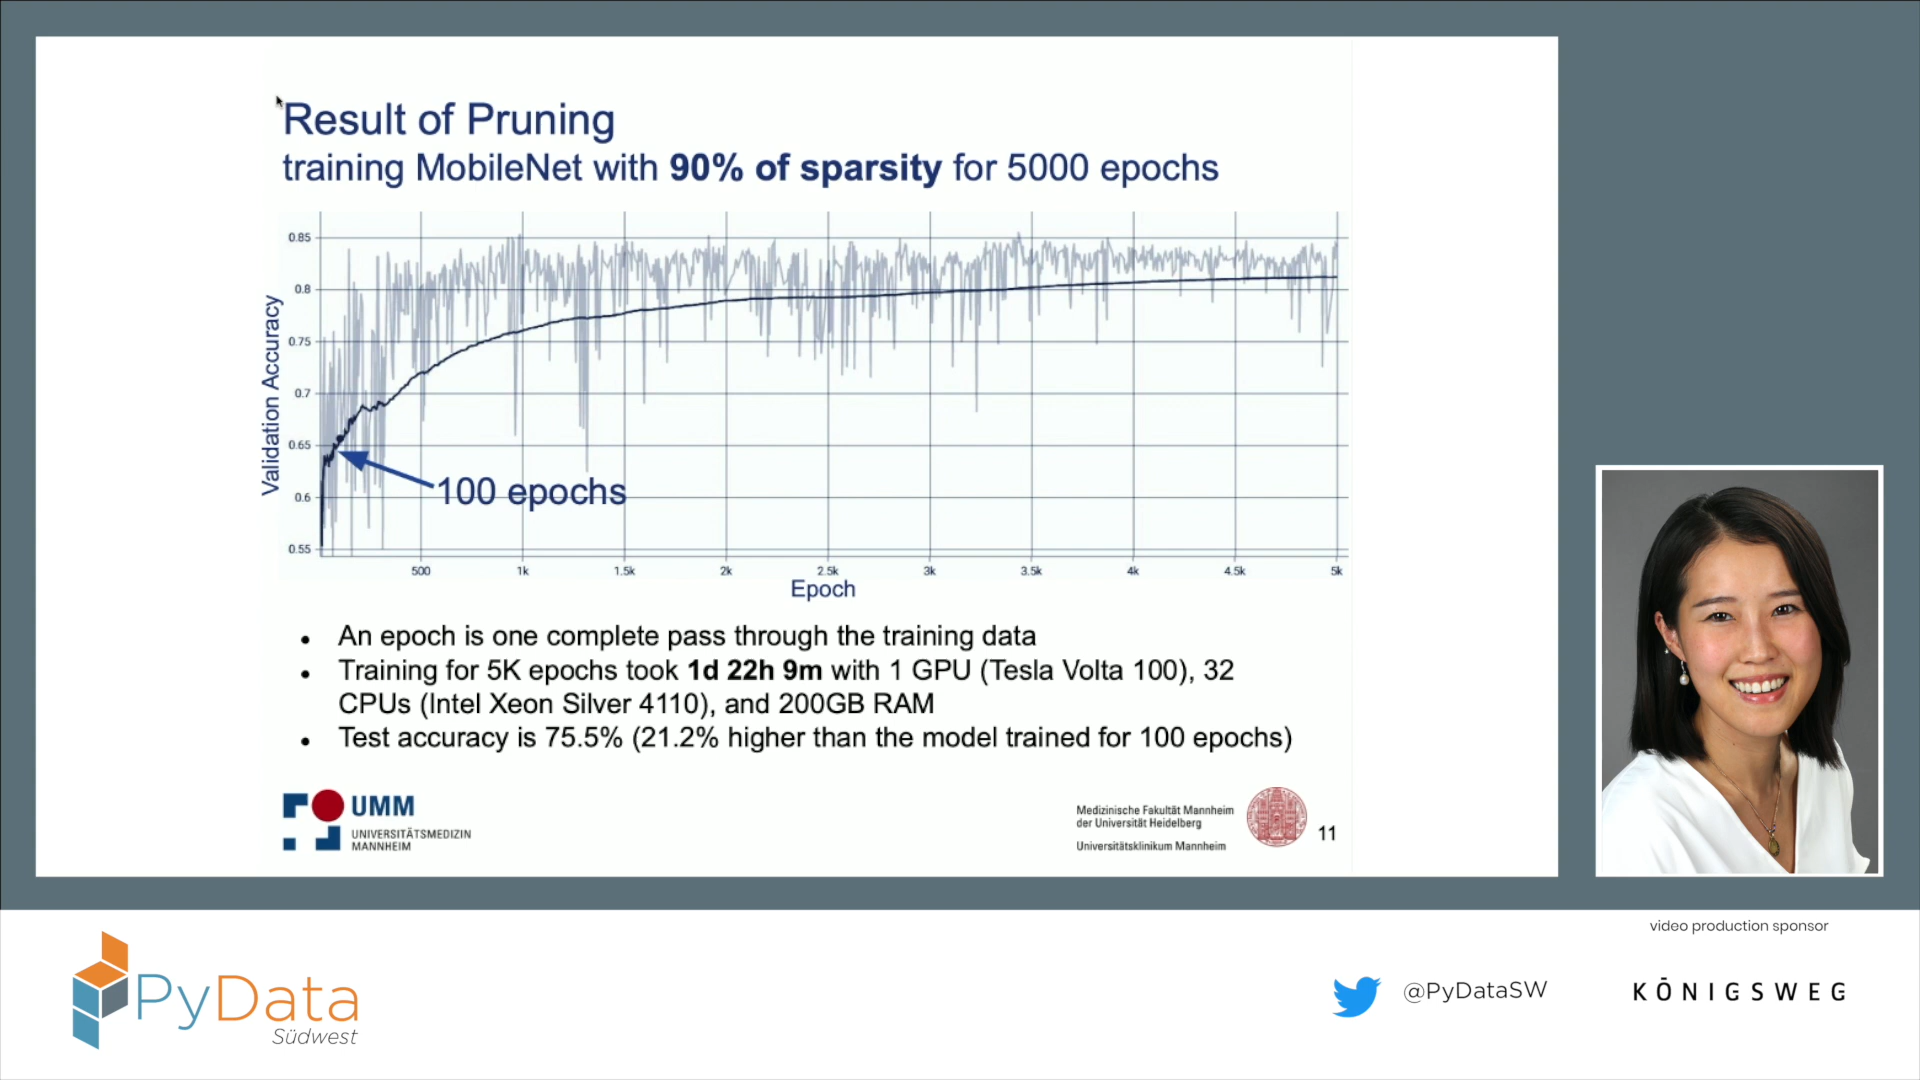 Result of Pruning
training MobileNet with 90% of sparsity for 5000 epochs
Validation Accuracy
0.85
0.8
0.75
0.7
0.65
0.6
0.55
100 epochs
500
1k
1.5k
2k
2.5k
3k
3.5k
4k
4.5k
5k
Epoch
• An epoch is one complete pass through the training data
• Training for 5K epochs took 1d 22h 9m with 1 GPU (Tesla Volta 100), 32
CPUs (Intel Xeon Silver 4110), and 200GB RAM
• Test accuracy is 75.5% (21.2% higher than the model trained for 100 epochs)
UMM
UNIVERSITÄTSMEDIZIN
MANNHEIM
Medizinische Fakultät Mannheim
der Universität Heidelberg
Universitätsklinikum Mannheim
11
PyData
Südwest
@PyDataSW
video production sponsor
KÖNIGSWEG